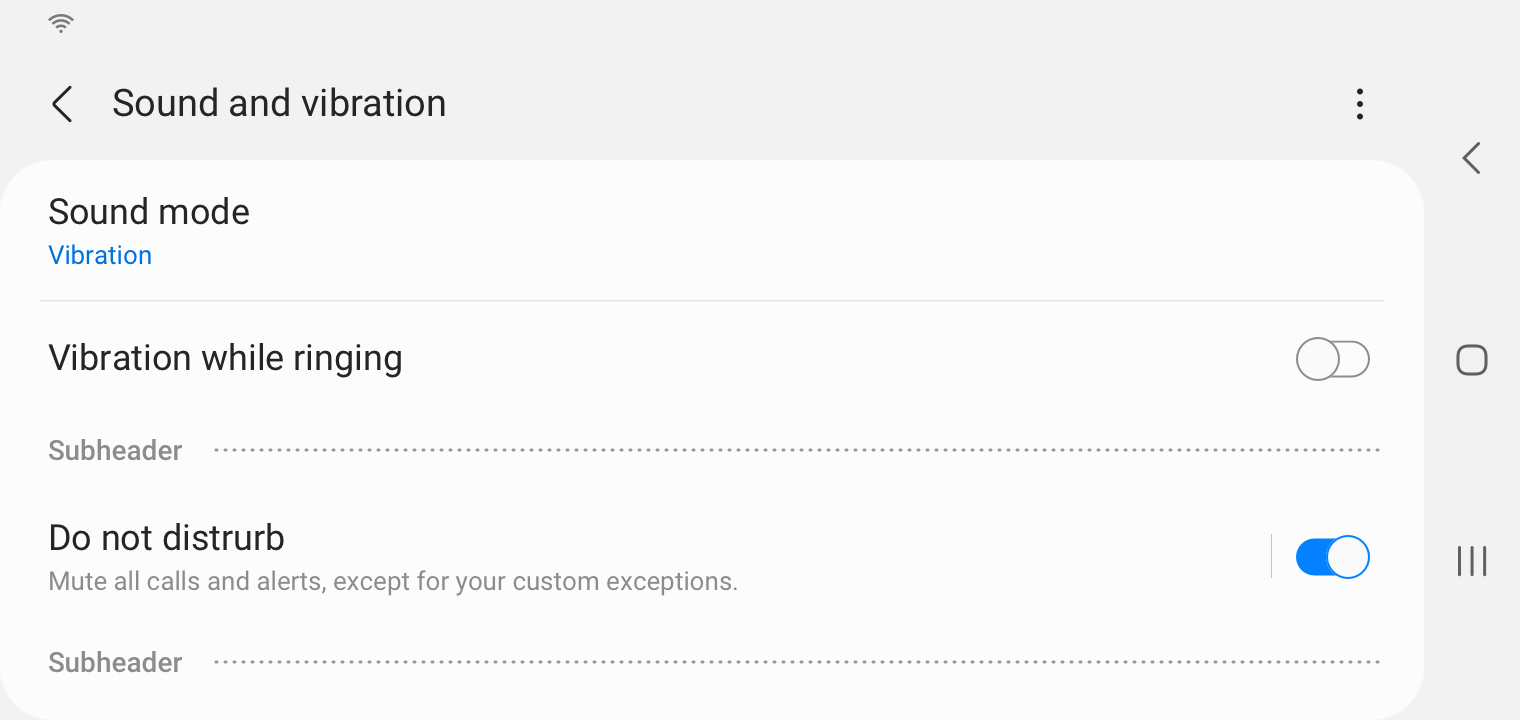 Sound and vibration
Sound mode
Vibration
Vibration while ringing
Subheader
Do not distrurb
Mute all calls and alerts, except for your custom exceptions.
Subheader